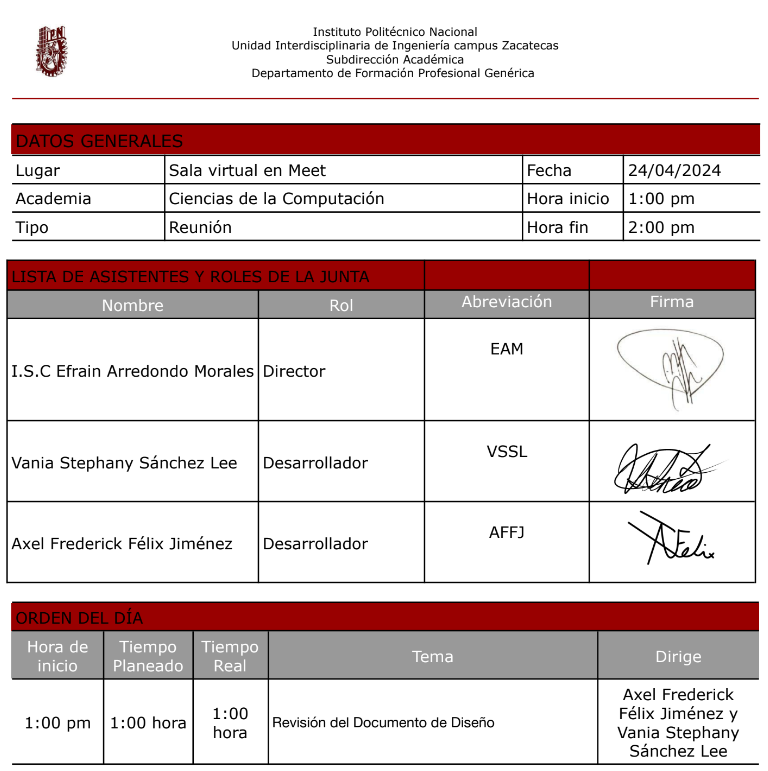 IPN
Instituto Politécnico Nacional
Unidad Interdisciplinaria de Ingeniería campus Zacatecas
Subdirección Académica
Departamento de Formación Profesional Genérica
DATOS GENERALES
Lugar Sala virtual en Meet Fecha 24/04/2024
Academia Ciencias de la Computación Hora inicio 1:00 pm
Tipo Reunión Hora fin 2:00 pm
LISTA DE ASISTENTES Y ROLES DE LA JUNTA
Nombre Rol Abreviación Firma
I.S.C Efrain Arredondo Morales Director EAM
Vania Stephany Sánchez Lee Desarrollador VSSL
Axel Frederick Félix Jiménez Desarrollador AFFJ AFelix
ORDEN DEL DÍA
Hora de
inicio
Tiempo
Planeado
Tiempo
Real
Tema
Dirige
1:00 pm
1:00 hora
1:00
hora
Revisión del Documento de Diseño
Axel Frederick
Félix Jiménez y
Vania Stephany
Sánchez Lee